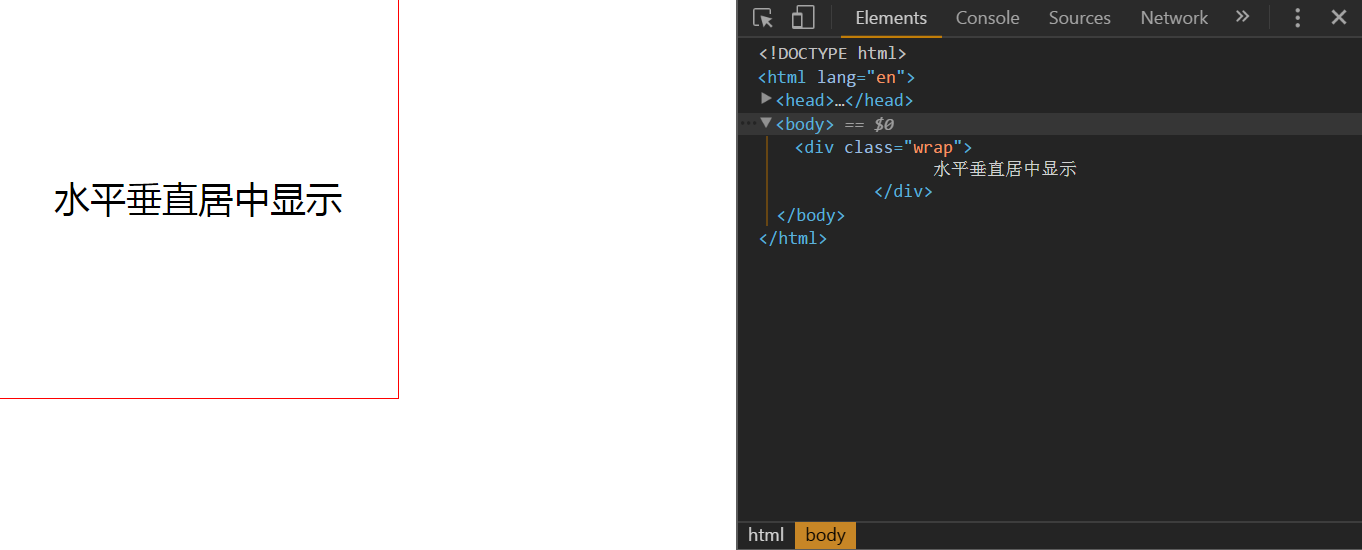 水平垂直居中显示
Elements Console Sources Network »
<!DOCTYPE html>
<html lang="en">
<head>…</head>
<body> == $0
<div class="wrap">
水平垂直居中显示
</div>
</body>
</html>
html body